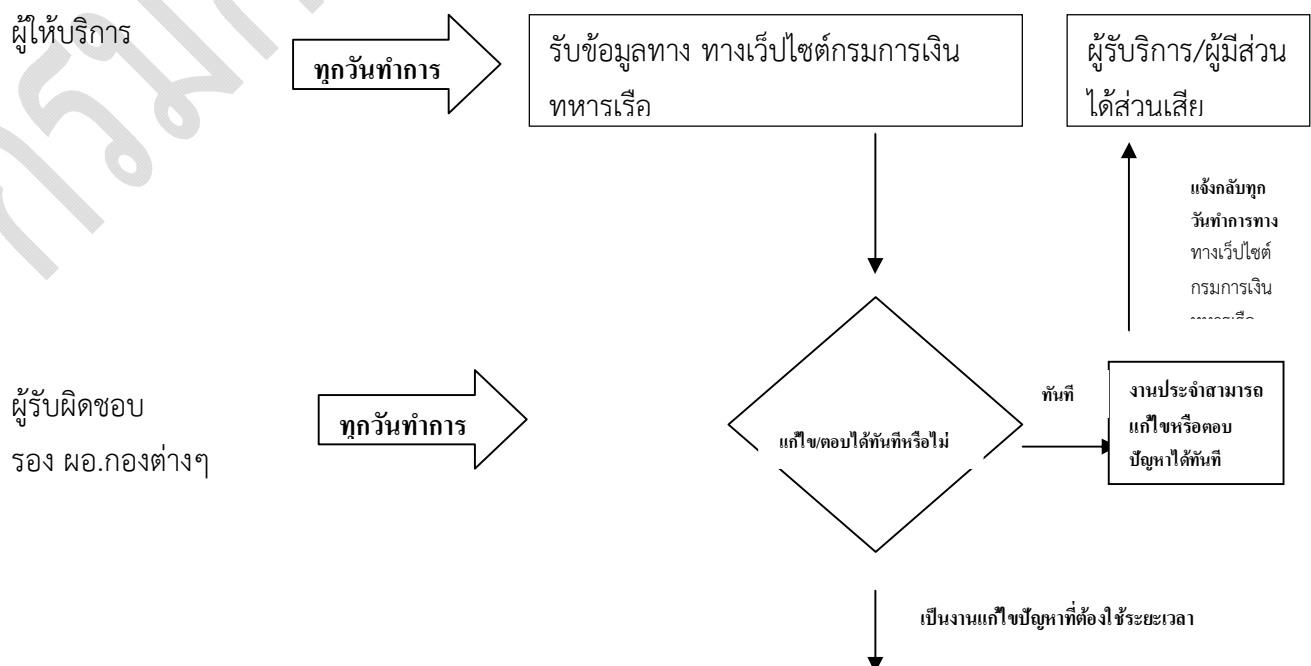 ผู้ให้บริการ
ทุกวันทำการ
รับข้อมูลทาง ทางเว็ปไซต์กรมการเงิน
ทหารเรือ
ผู้รับบริการ/ผู้มีส่วน
ได้ส่วนเสีย
แจ้งกลับทุก
วันทำการทาง
ทางเว็ปไซต์
กรมการเงิน
ผู้รับผิดชอบ
รอง ผอ.กองต่างๆ
ทุกวันทำการ
แก้ไข/ตอบได้ทันทีหรือไม่
ทันที
งานประจำสามารถ
แก้ไขหรือตอบ
ปัญหาได้ทันที
เป็นงานแก้ไขปัญหาที่ต้องใช้ระยะเวลา